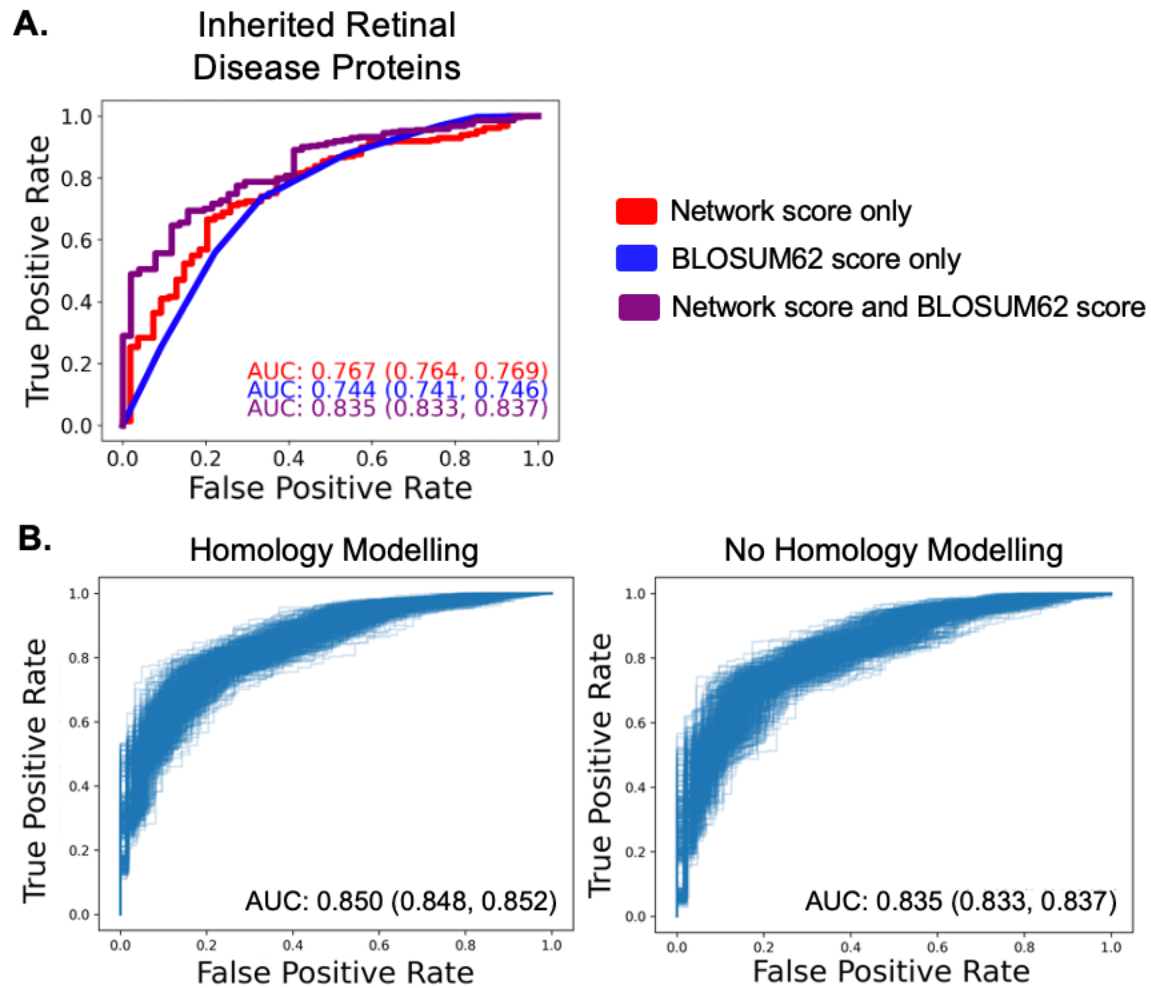 A.
Inherited Retinal
Disease Proteins
True Positive Rate
1.0
0.8
0.6
0.4
0.2
0.0
AUC: 0.767 (0.764, 0.769)
AUC: 0.744 (0.741, 0.746)
AUC: 0.835 (0.833, 0.837)
0.0 0.2 0.4 0.6 0.8 1.0
False Positive Rate
Network score only
BLOSUM62 score only
Network score and BLOSUM62 score
B.
Homology Modelling
True Positive Rate
1.0
0.8
0.6
0.4
0.2
0.0
AUC: 0.850 (0.848, 0.852)
0.0 0.2 0.4 0.6 0.8 1.0
False Positive Rate
No Homology Modelling
True Positive Rate
1.0
0.8
0.6
0.4
0.2
0.0
AUC: 0.835 (0.833, 0.837)
0.0 0.2 0.4 0.6 0.8 1.0
False Positive Rate